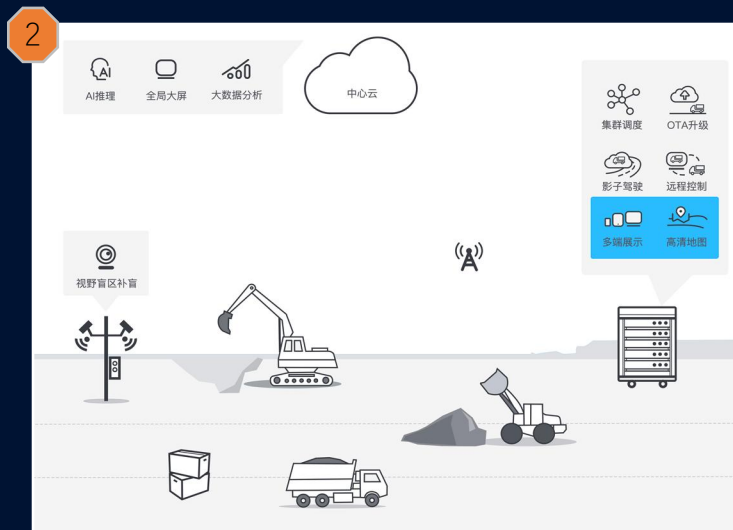 2
AI
AI推理
全局大屏
大数据分析
中心云
集群调度
OTA升级
影子驾驶
远程控制
多端展示
高清地图
视野盲区补盲